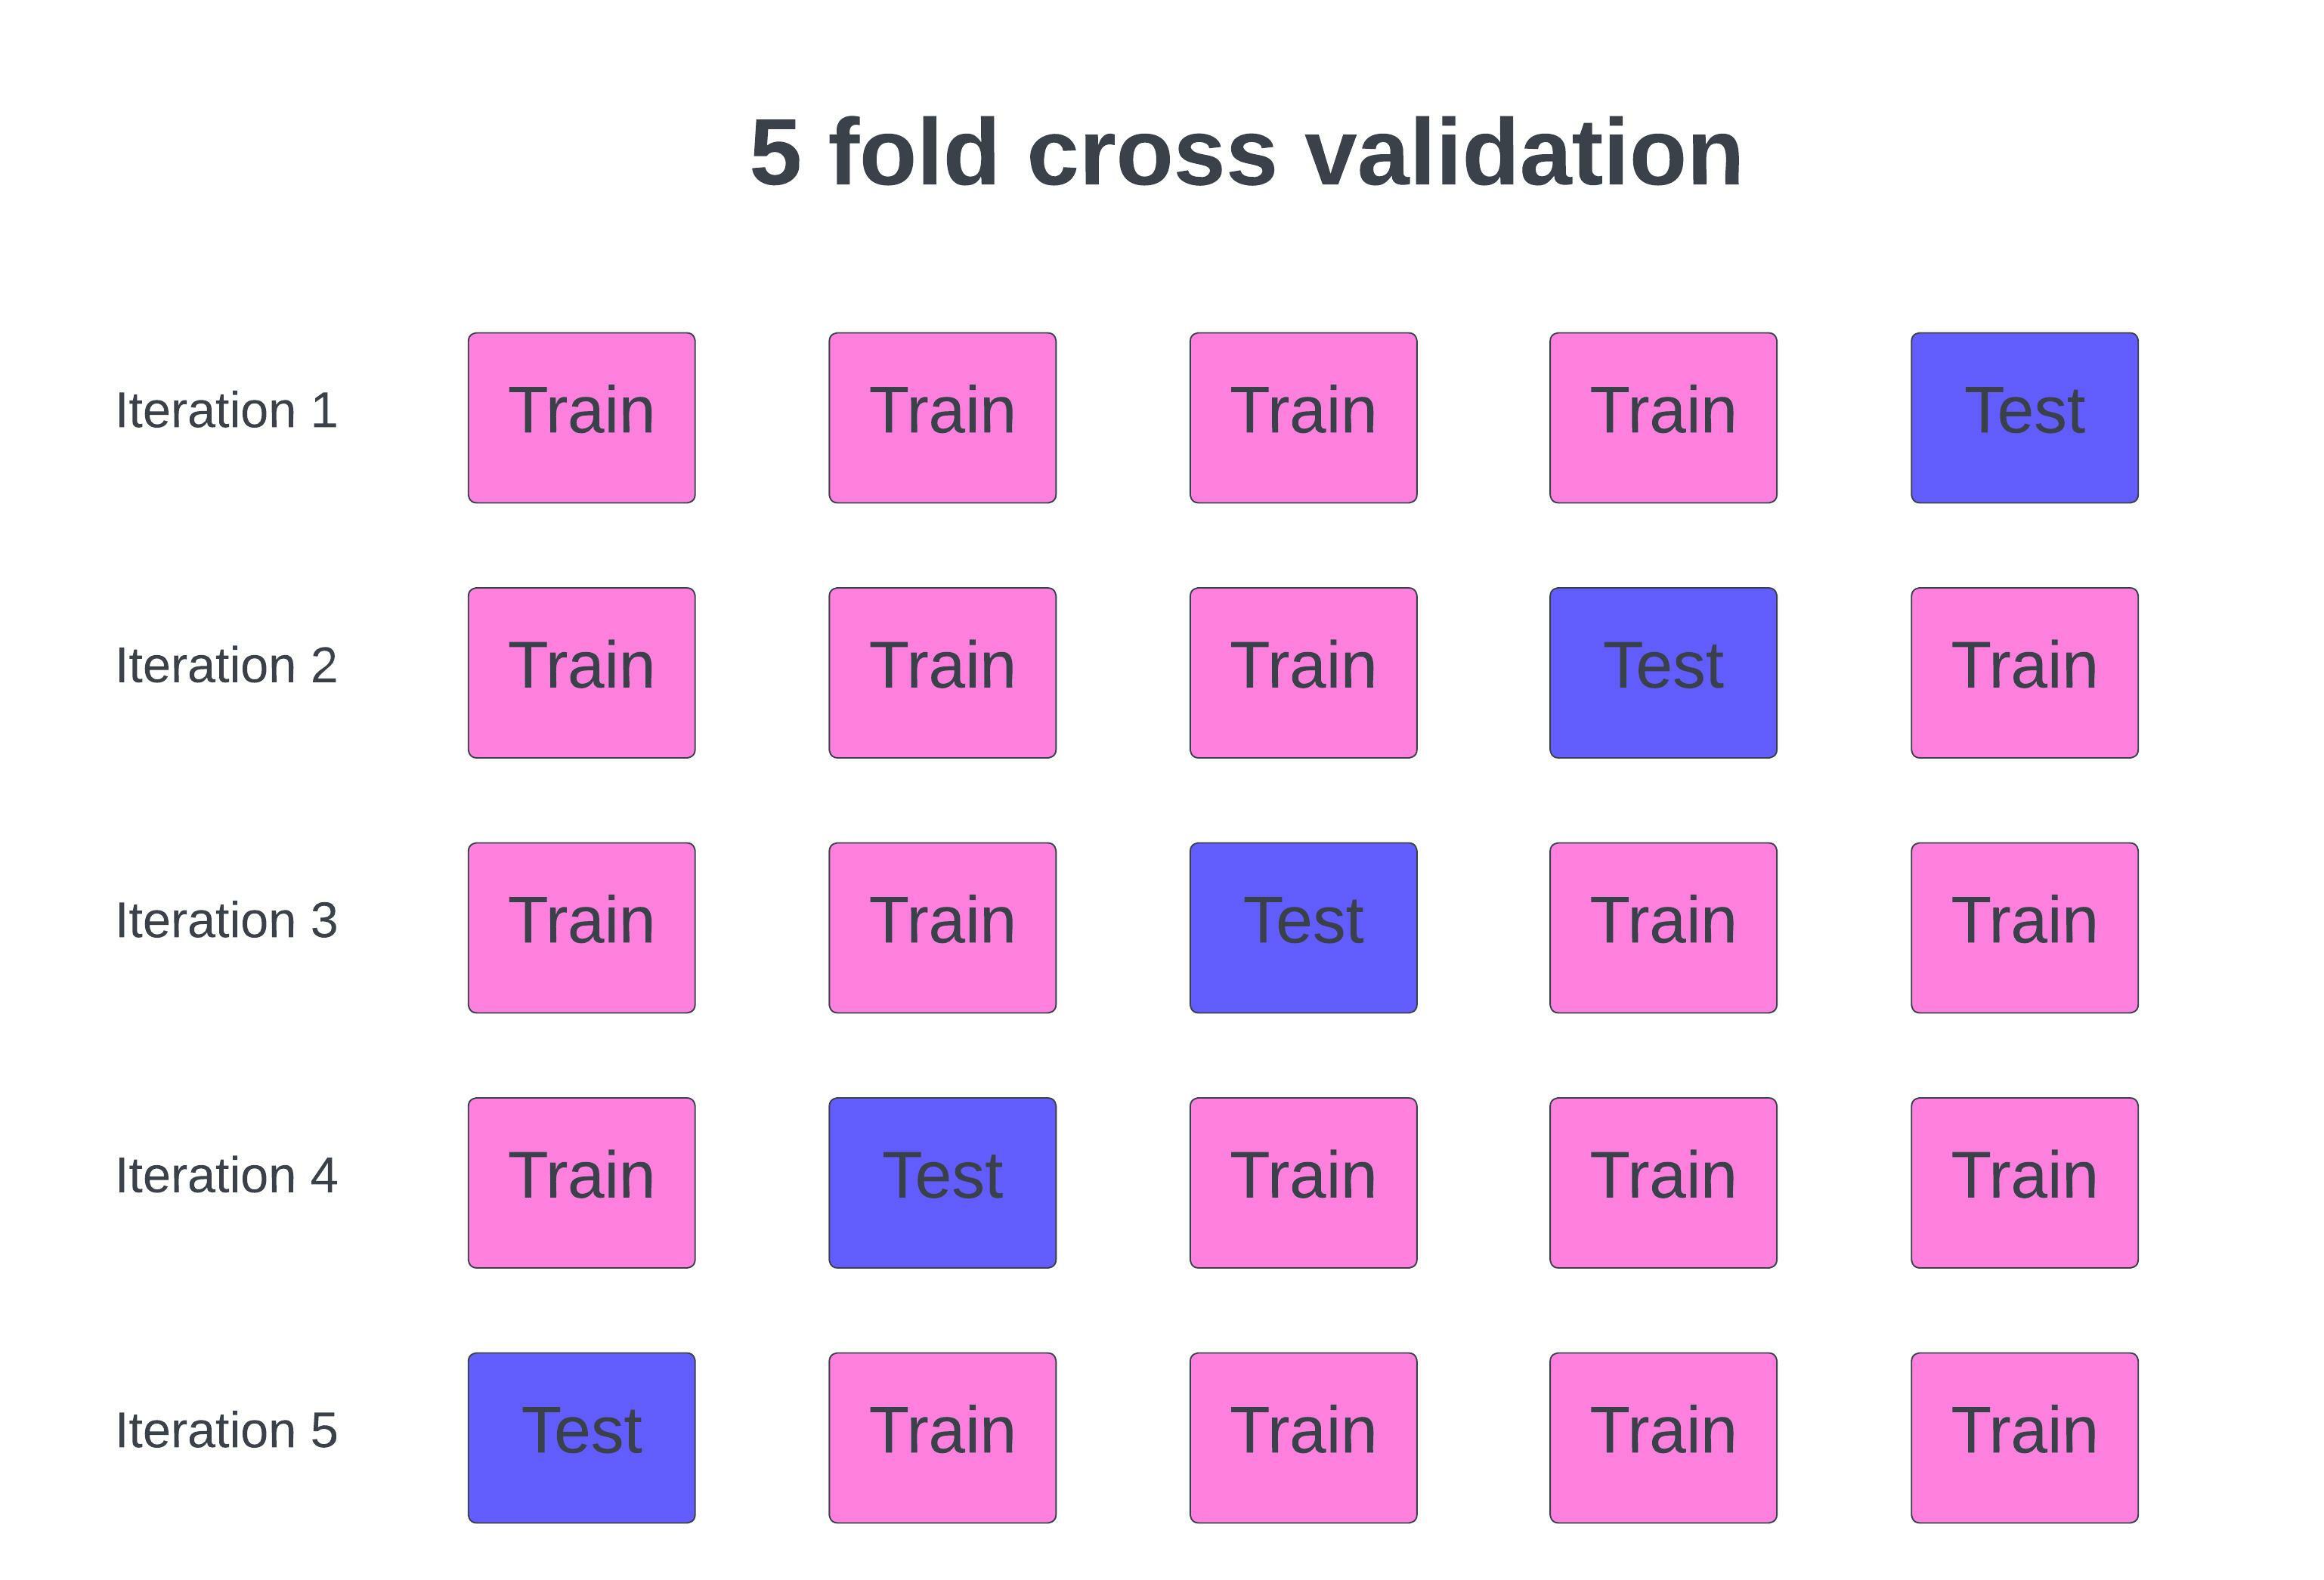 5 fold cross validation
Iteration 1 Train Train Train Train Test
Iteration 2 Train Train Train Test Train
Iteration 3 Train Train Test Train Train
Iteration 4 Train Test Train Train Train
Iteration 5 Test Train Train Train Train